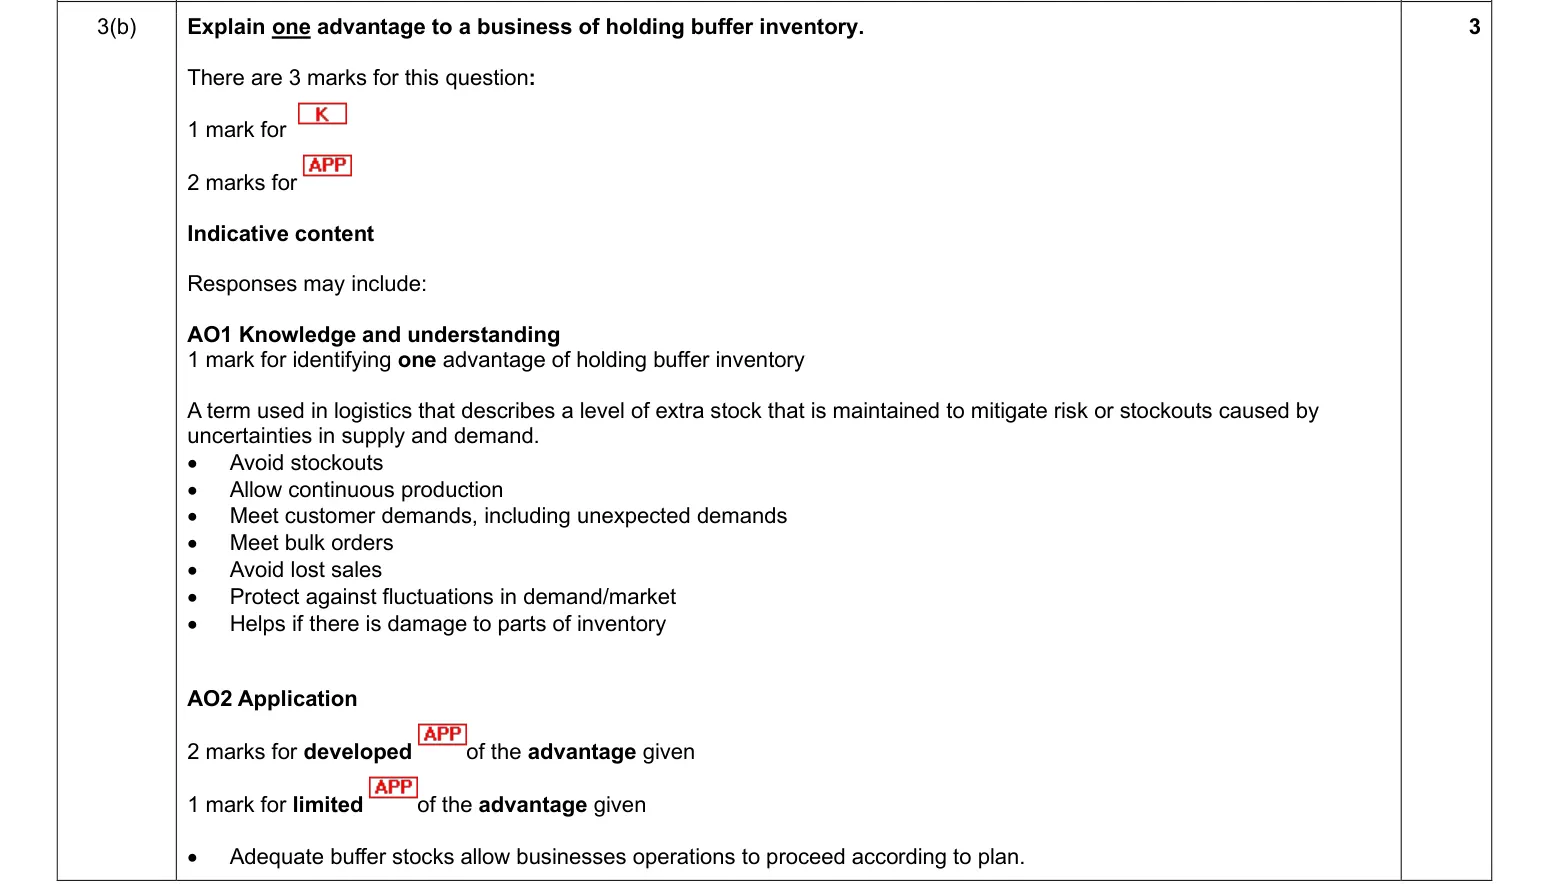 3(b) Explain one advantage to a business of holding buffer inventory. 3
There are 3 marks for this question:
1 mark for K
2 marks for APP
Indicative content
Responses may include:
AO1 Knowledge and understanding
1 mark for identifying one advantage of holding buffer inventory
A term used in logistics that describes a level of extra stock that is maintained to mitigate risk or stockouts caused by
uncertainties in supply and demand.
• Avoid stockouts
• Allow continuous production
• Meet customer demands, including unexpected demands
• Meet bulk orders
• Avoid lost sales
• Protect against fluctuations in demand/market
• Helps if there is damage to parts of inventory
AO2 Application
2 marks for developed APP of the advantage given
1 mark for limited APP of the advantage given
• Adequate buffer stocks allow businesses operations to proceed according to plan.